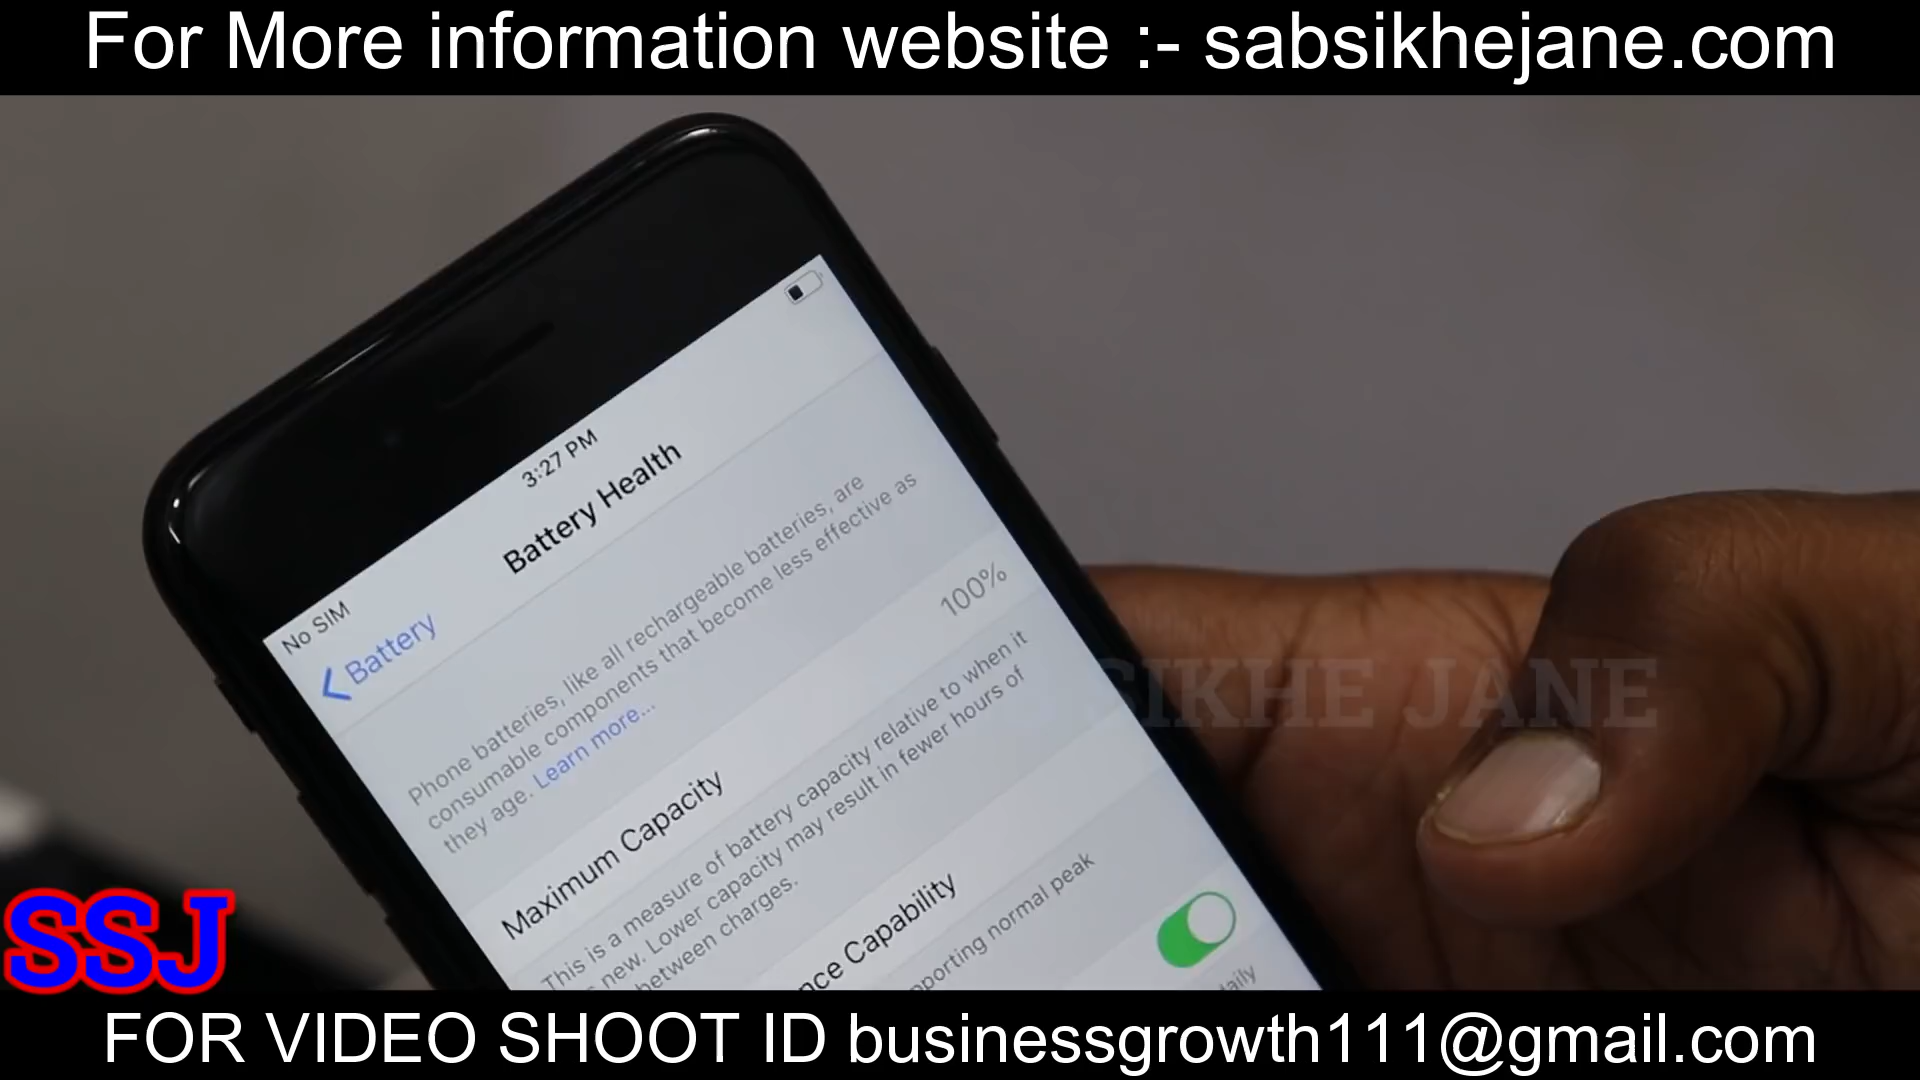 For More information website :- sabsikhejane.com
No SIM
3:27 PM
Battery
Battery Health
Phone batteries, like all rechargeable batteries, are
consumable components that become less effective as
they age. Learn more...
Maximum Capacity 100%
This is a measure of battery capacity relative to when it
new. Lower capacity may result in fewer hours of
between charges.
nce Capability
pporting normal peak
daily
SIKHE JANE
SSJ
FOR VIDEO SHOOT ID businessgrowth111@gmail.com